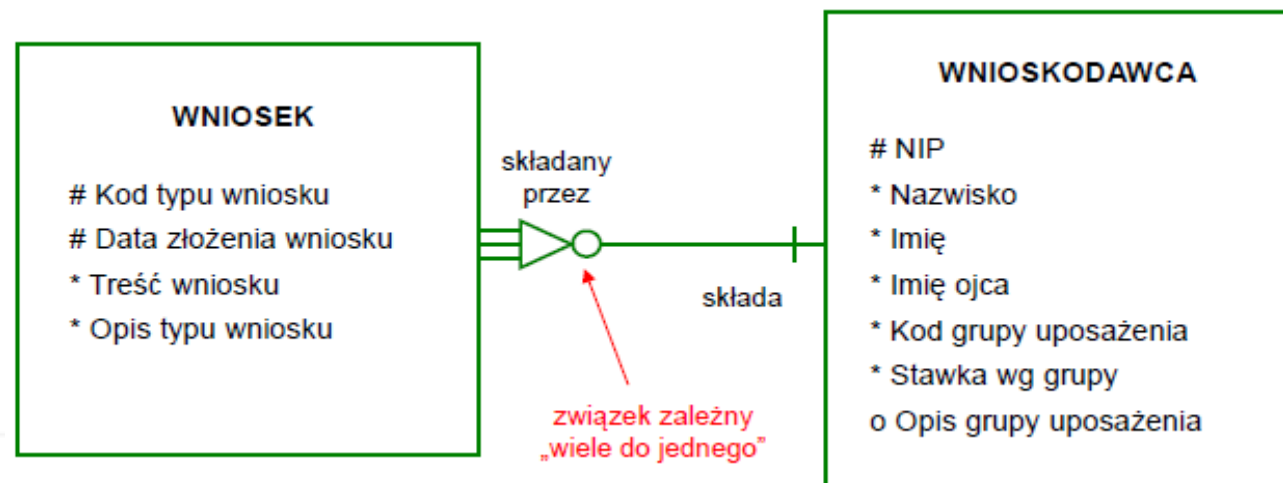 WNIOSEK
# Kod typu wniosku
# Data złożenia wniosku
* Treść wniosku
* Opis typu wniosku
składany
przez
składa
związek zależny
„wiele do jednego”
WNIOSKODAWCA
# NIP
* Nazwisko
* Imię
* Imię ojca
* Kod grupy uposażenia
* Stawka wg grupy
o Opis grupy uposażenia